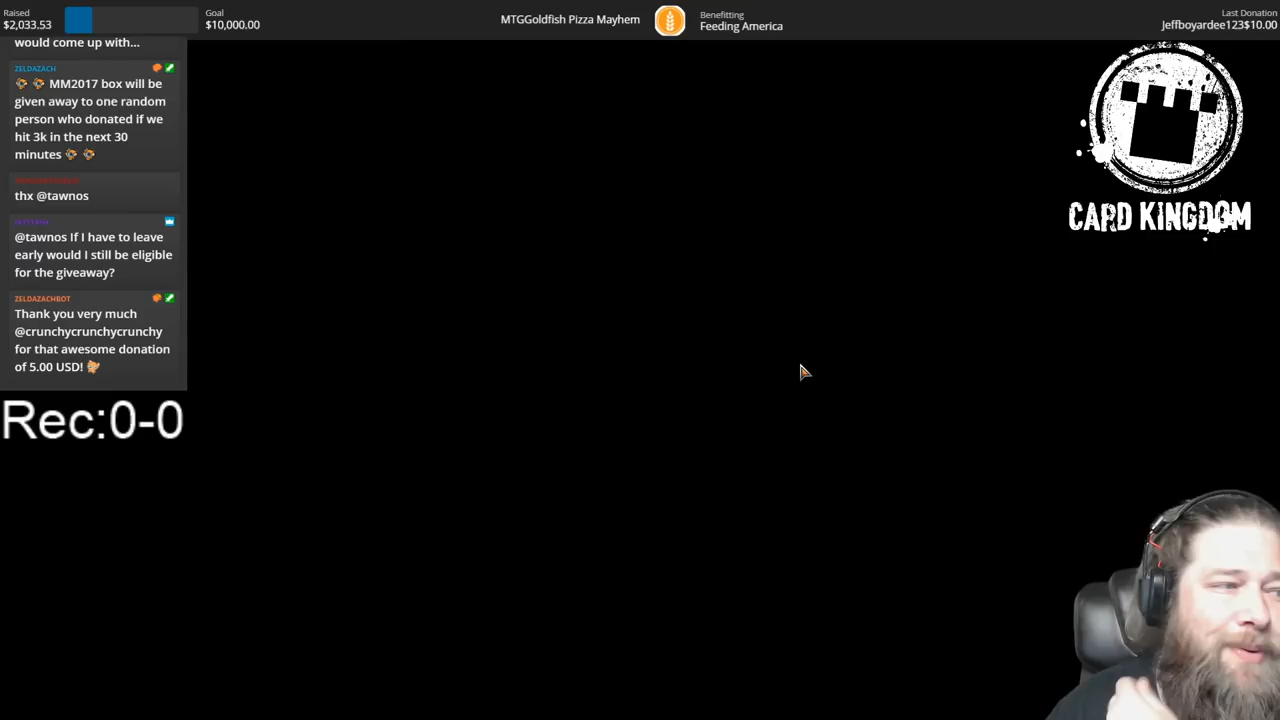 Raised
$2,033.53
Goal
$10,000.00
MTGGoldfish Pizza Mayhem
Benefitting
Feeding America
Last Donation
Jeffboyardee123$10.00
would come up with...
ZELDAZACH
MM2017 box will be
given away to one random
person who donated if we
hit 3k in the next 30
minutes
thx @tawnos
@tawnos If I have to leave
early would I still be eligible
for the giveaway?
ZELDAZACHBOT
Thank you very much
@crunchycrunchycrunchy
for that awesome donation
of 5.00 USD!
Rec:0-0
CARD KINGDOM